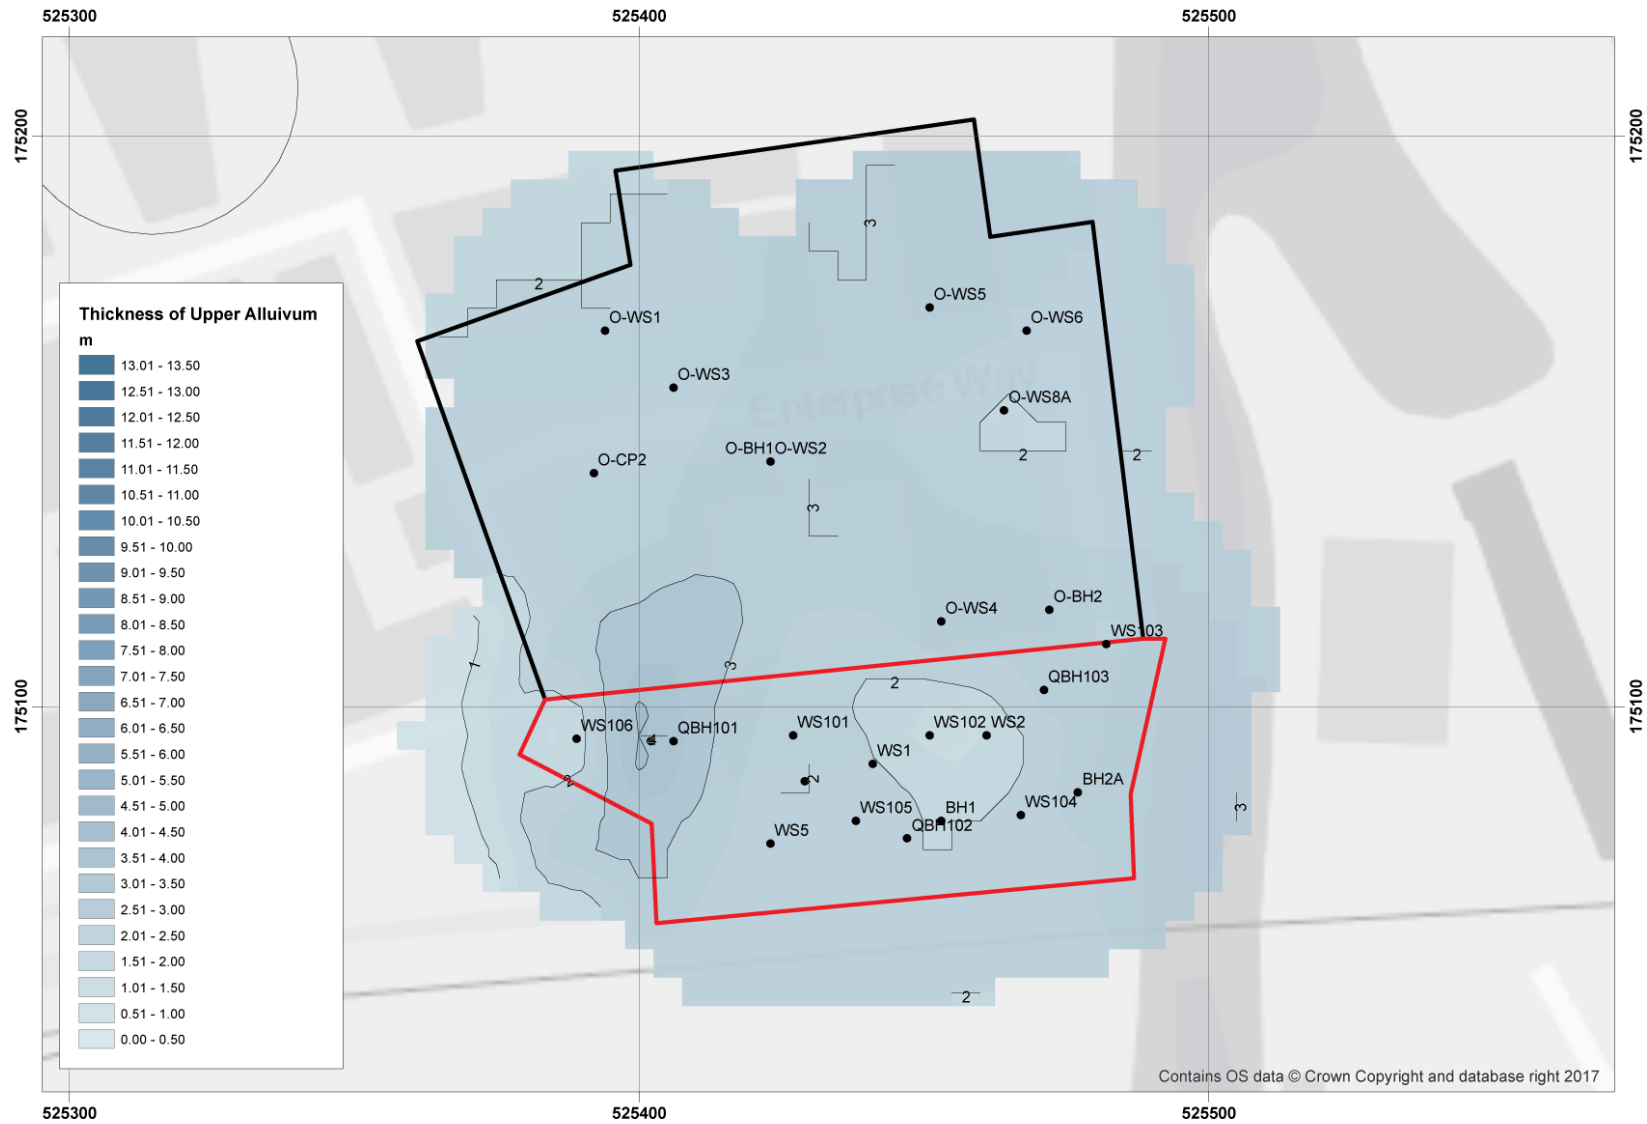 525300 525400 525500
175200
175200
3
2
O-WS5
O-WS1
O-WS6
Thickness of Upper Alluivum
m
13.01 - 13.50
12.51 - 13.00
12.01 - 12.50
11.51 - 12.00
11.01 - 11.50
10.51 - 11.00
10.01 - 10.50
9.51 - 10.00
9.01 - 9.50
8.51 - 9.00
8.01 - 8.50
7.51 - 8.00
7.01 - 7.50
6.51 - 7.00
6.01 - 6.50
5.51 - 6.00
5.01 - 5.50
4.51 - 5.00
4.01 - 4.50
3.51 - 4.00
3.01 - 3.50
2.51 - 3.00
2.01 - 2.50
1.51 - 2.00
1.01 - 1.50
0.51 - 1.00
0.00 - 0.50
O-WS3
Enterprise Way
O-WS8A
O-BH1O-WS2
O-CP2
2
2
3
O-BH2
O-WS4
WS103
1
3
QBH103
2
175100
175100
WS106
QBH101
WS101
WS102
WS2
4
WS1
2
2
BH2A
WS105
BH1
WS104
3
QBH102
WS5
2
Contains OS data © Crown Copyright and database right 2017
525300 525400 525500